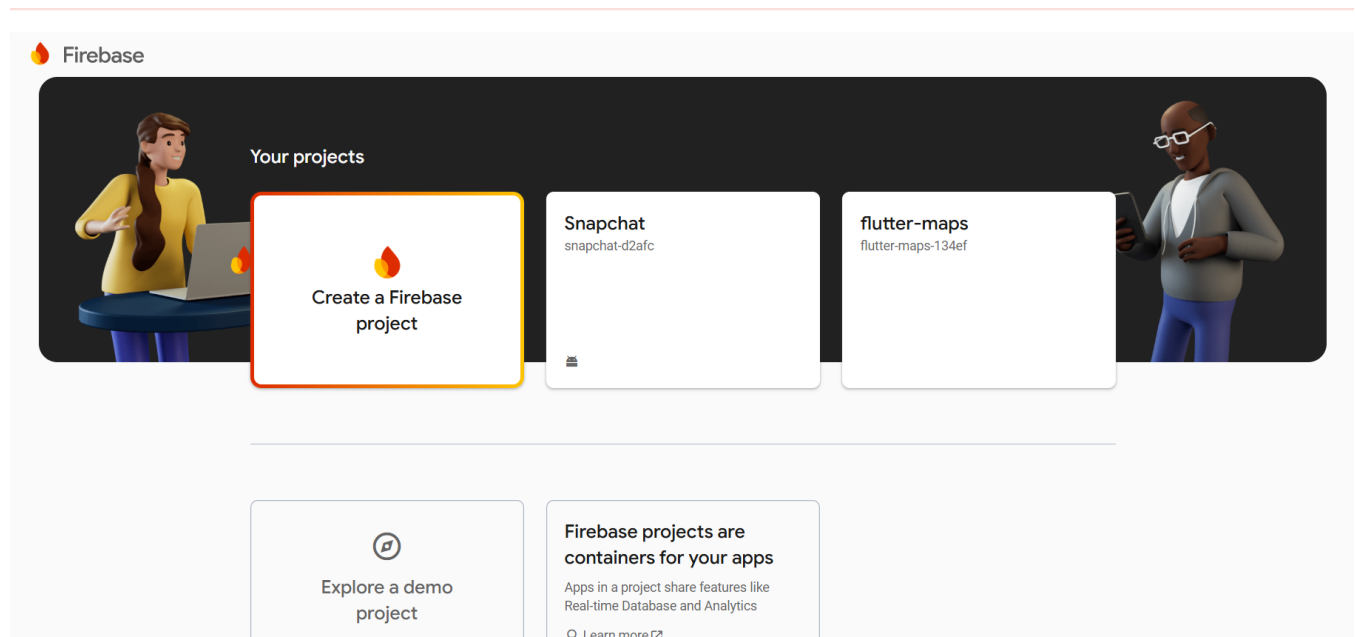 Firebase
Your projects
Create a Firebase
project
Snapchat
snapchat-d2afc
flutter-maps
flutter-maps-134ef
Explore a demo
project
Firebase projects are
containers for your apps
Apps in a project share features like
Real-time Database and Analytics
Learn more